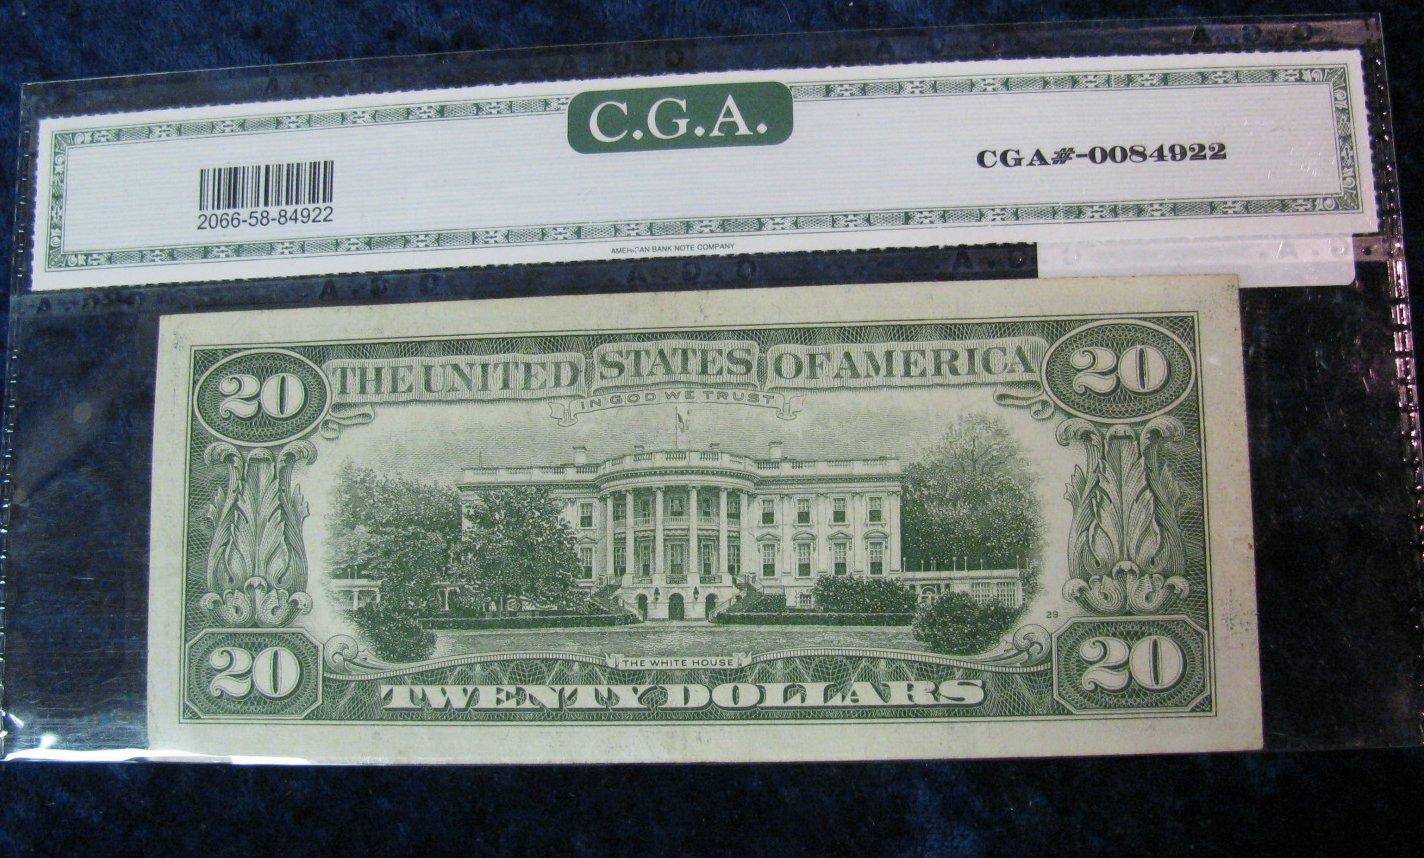 C.G.A.
CGA#-0084922
2066-58-84922
AMERICAN BANK NOTE COMPANY
20 THE UNITED STATES OF AMERICA 20
IN GOD WE TRUST
29
THE WHITE HOUSE
20 TWENTY DOLLARS 20